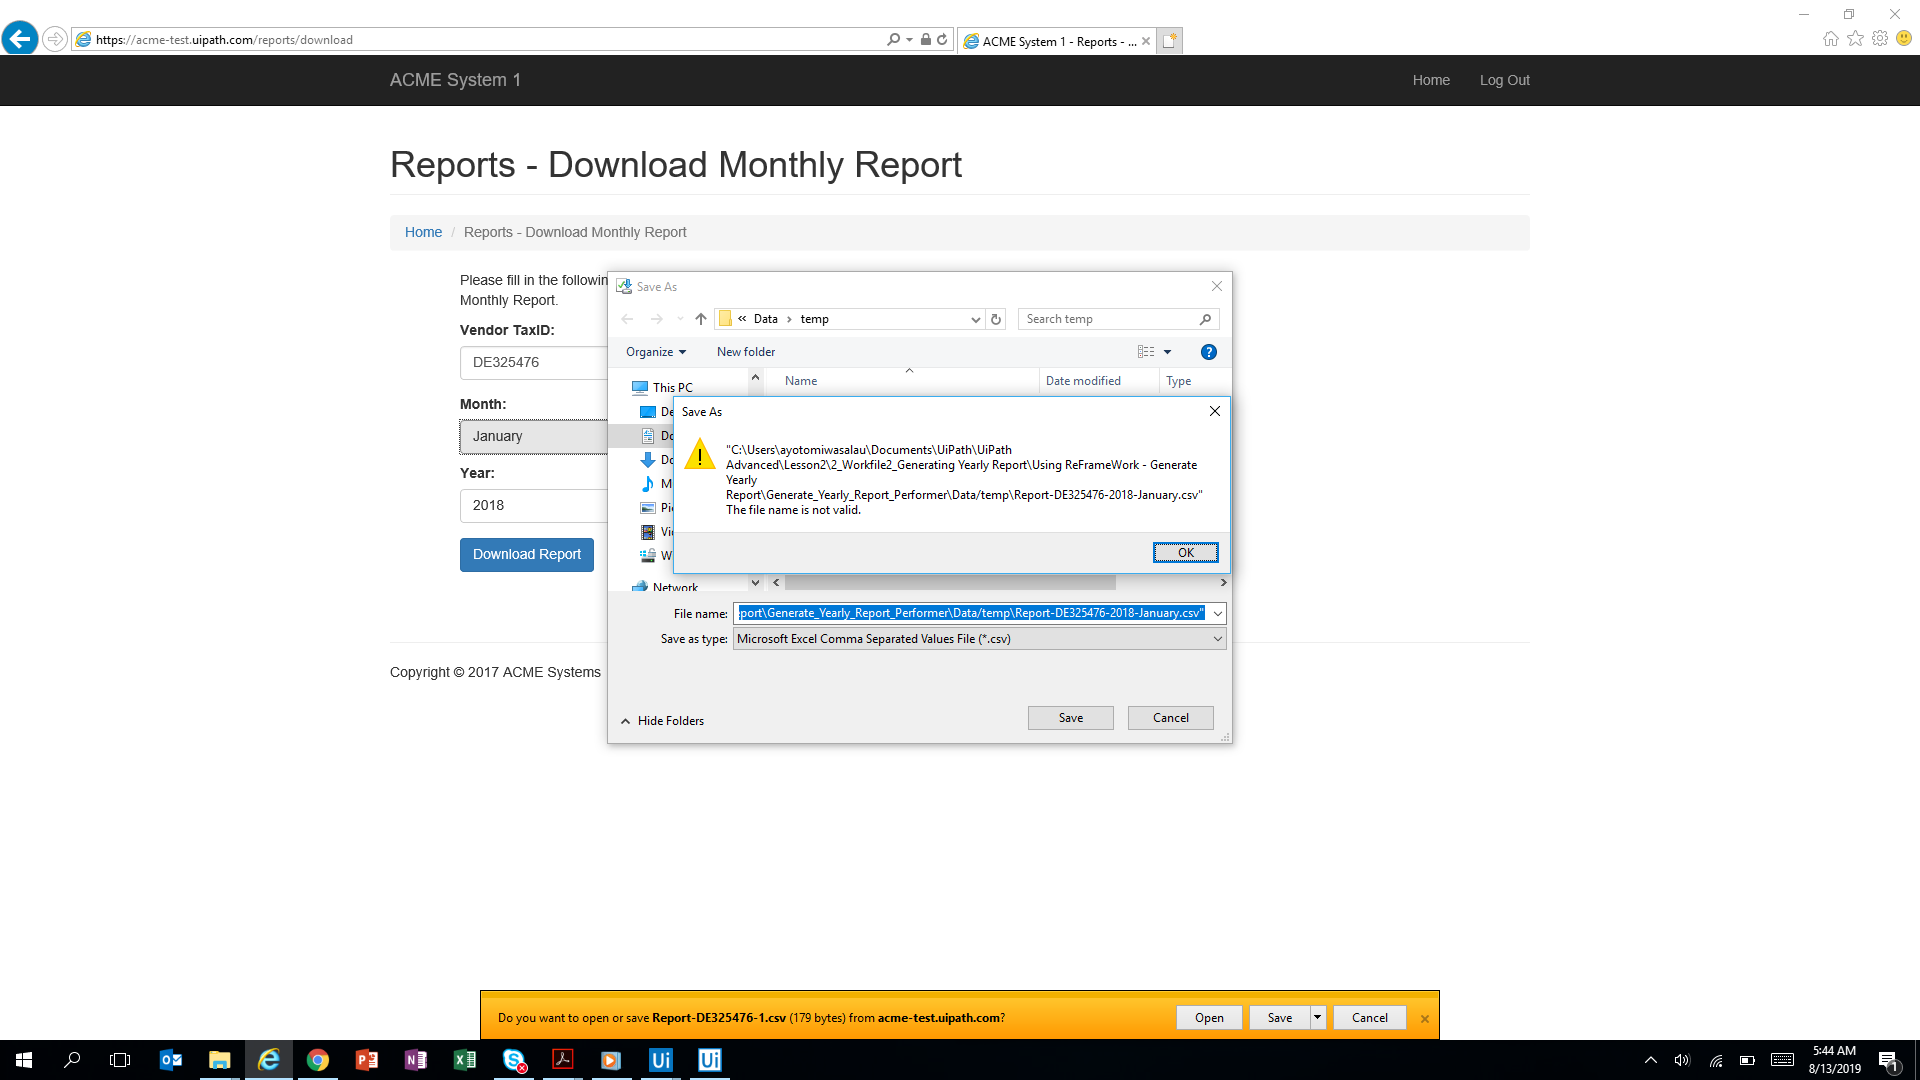 https://acme-test.uipath.com/reports/download
ACME System 1 - Reports - ...
ACME System 1
Home
Log Out
Reports - Download Monthly Report
Home / Reports - Download Monthly Report
Please fill in the followin
Monthly Report.
Vendor TaxID:
DE325476
Month:
January
Year:
2018
Download Report
Copyright © 2017 ACME Systems
Save As
« Data › temp
Search temp
Organize
New folder
?
Name
Date modified
Type
This PC
De
Do
Do
M
Pi
Vi
W
Network
Save As
"C:\Users\ayotomiwasalau\Documents\UiPath\UiPath
Advanced\Lesson2\2_Workfile2_Generating Yearly Report\Using ReFrameWork - Generate
Yearly
Report\Generate_Yearly_Report_Performer\Data/temp\Report-DE325476-2018-January.csv"
The file name is not valid.
OK
File name: port\Generate_Yearly_Report_Performer\Data/temp\Report-DE325476-2018-January.csv"
Save as type: Microsoft Excel Comma Separated Values File (*.csv)
Hide Folders
Save
Cancel
Do you want to open or save Report-DE325476-1.csv (179 bytes) from acme-test.uipath.com?
Open
Save
Cancel
Ui
Ui
5:44 AM
8/13/2019
1